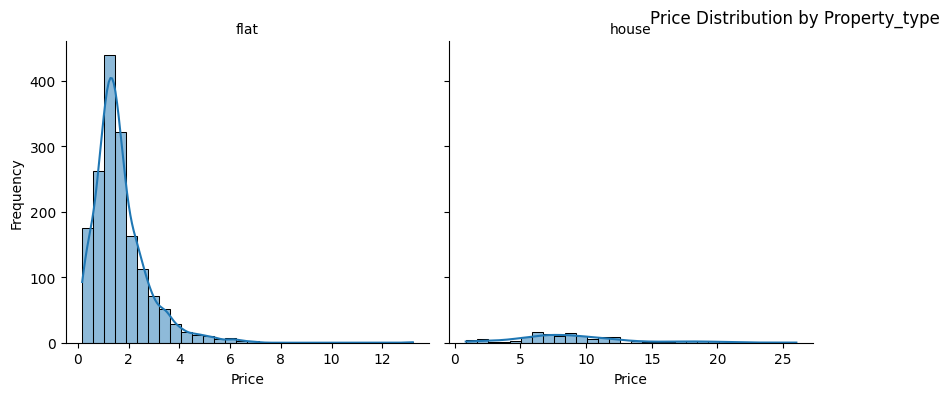 Price Distribution by Property_type
flat
house
Frequency
400
300
200
100
0
0 2 4 6 8 10 12
0 5 10 15 20 25
Price
Price